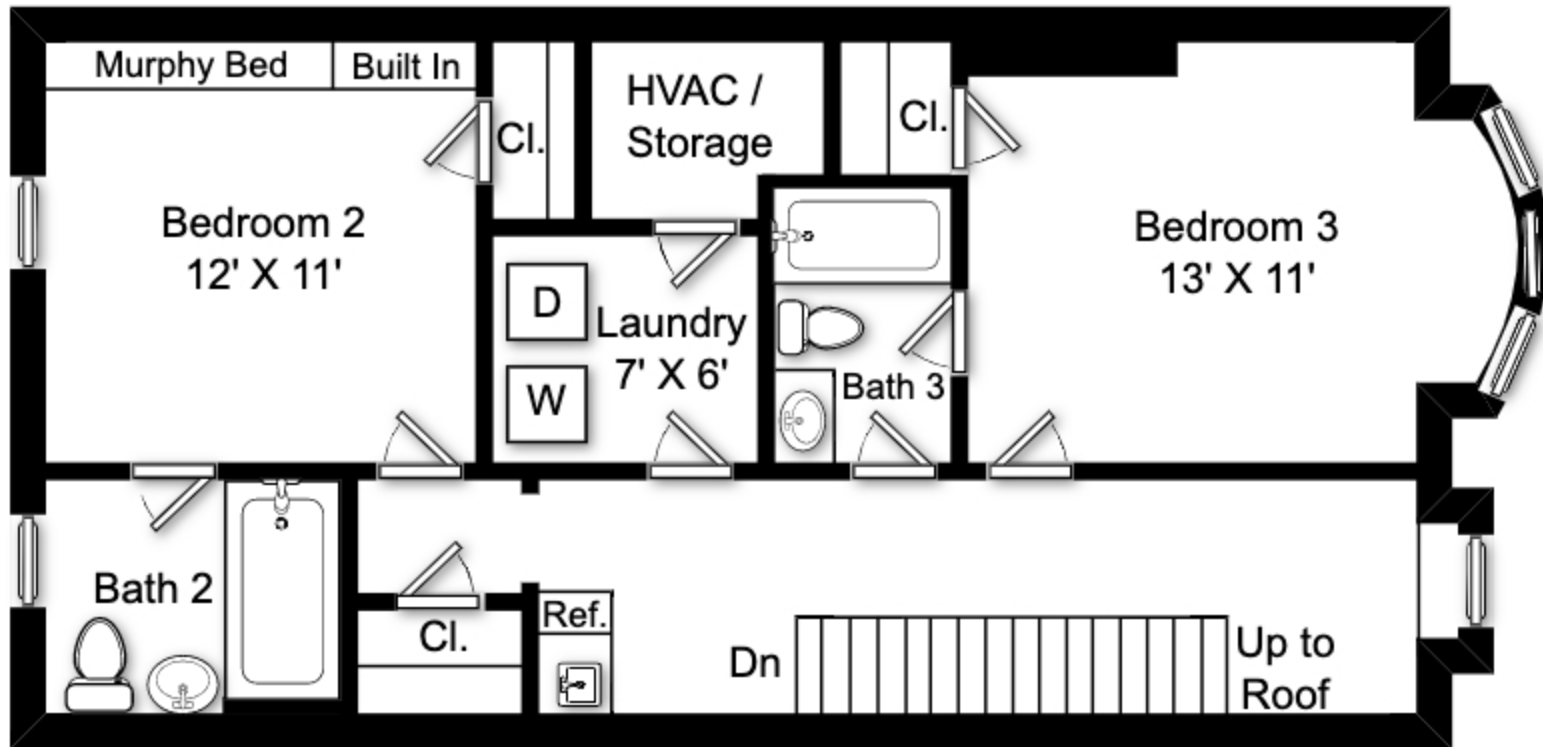 Murphy Bed
Built In
Cl.
HVAC /
Storage
Cl.
Bedroom 2
12' X 11'
D
W
Laundry
7' X 6'
Bath 3
Bedroom 3
13' X 11'
Bath 2
Cl.
Ref.
Dn
Up to
Roof